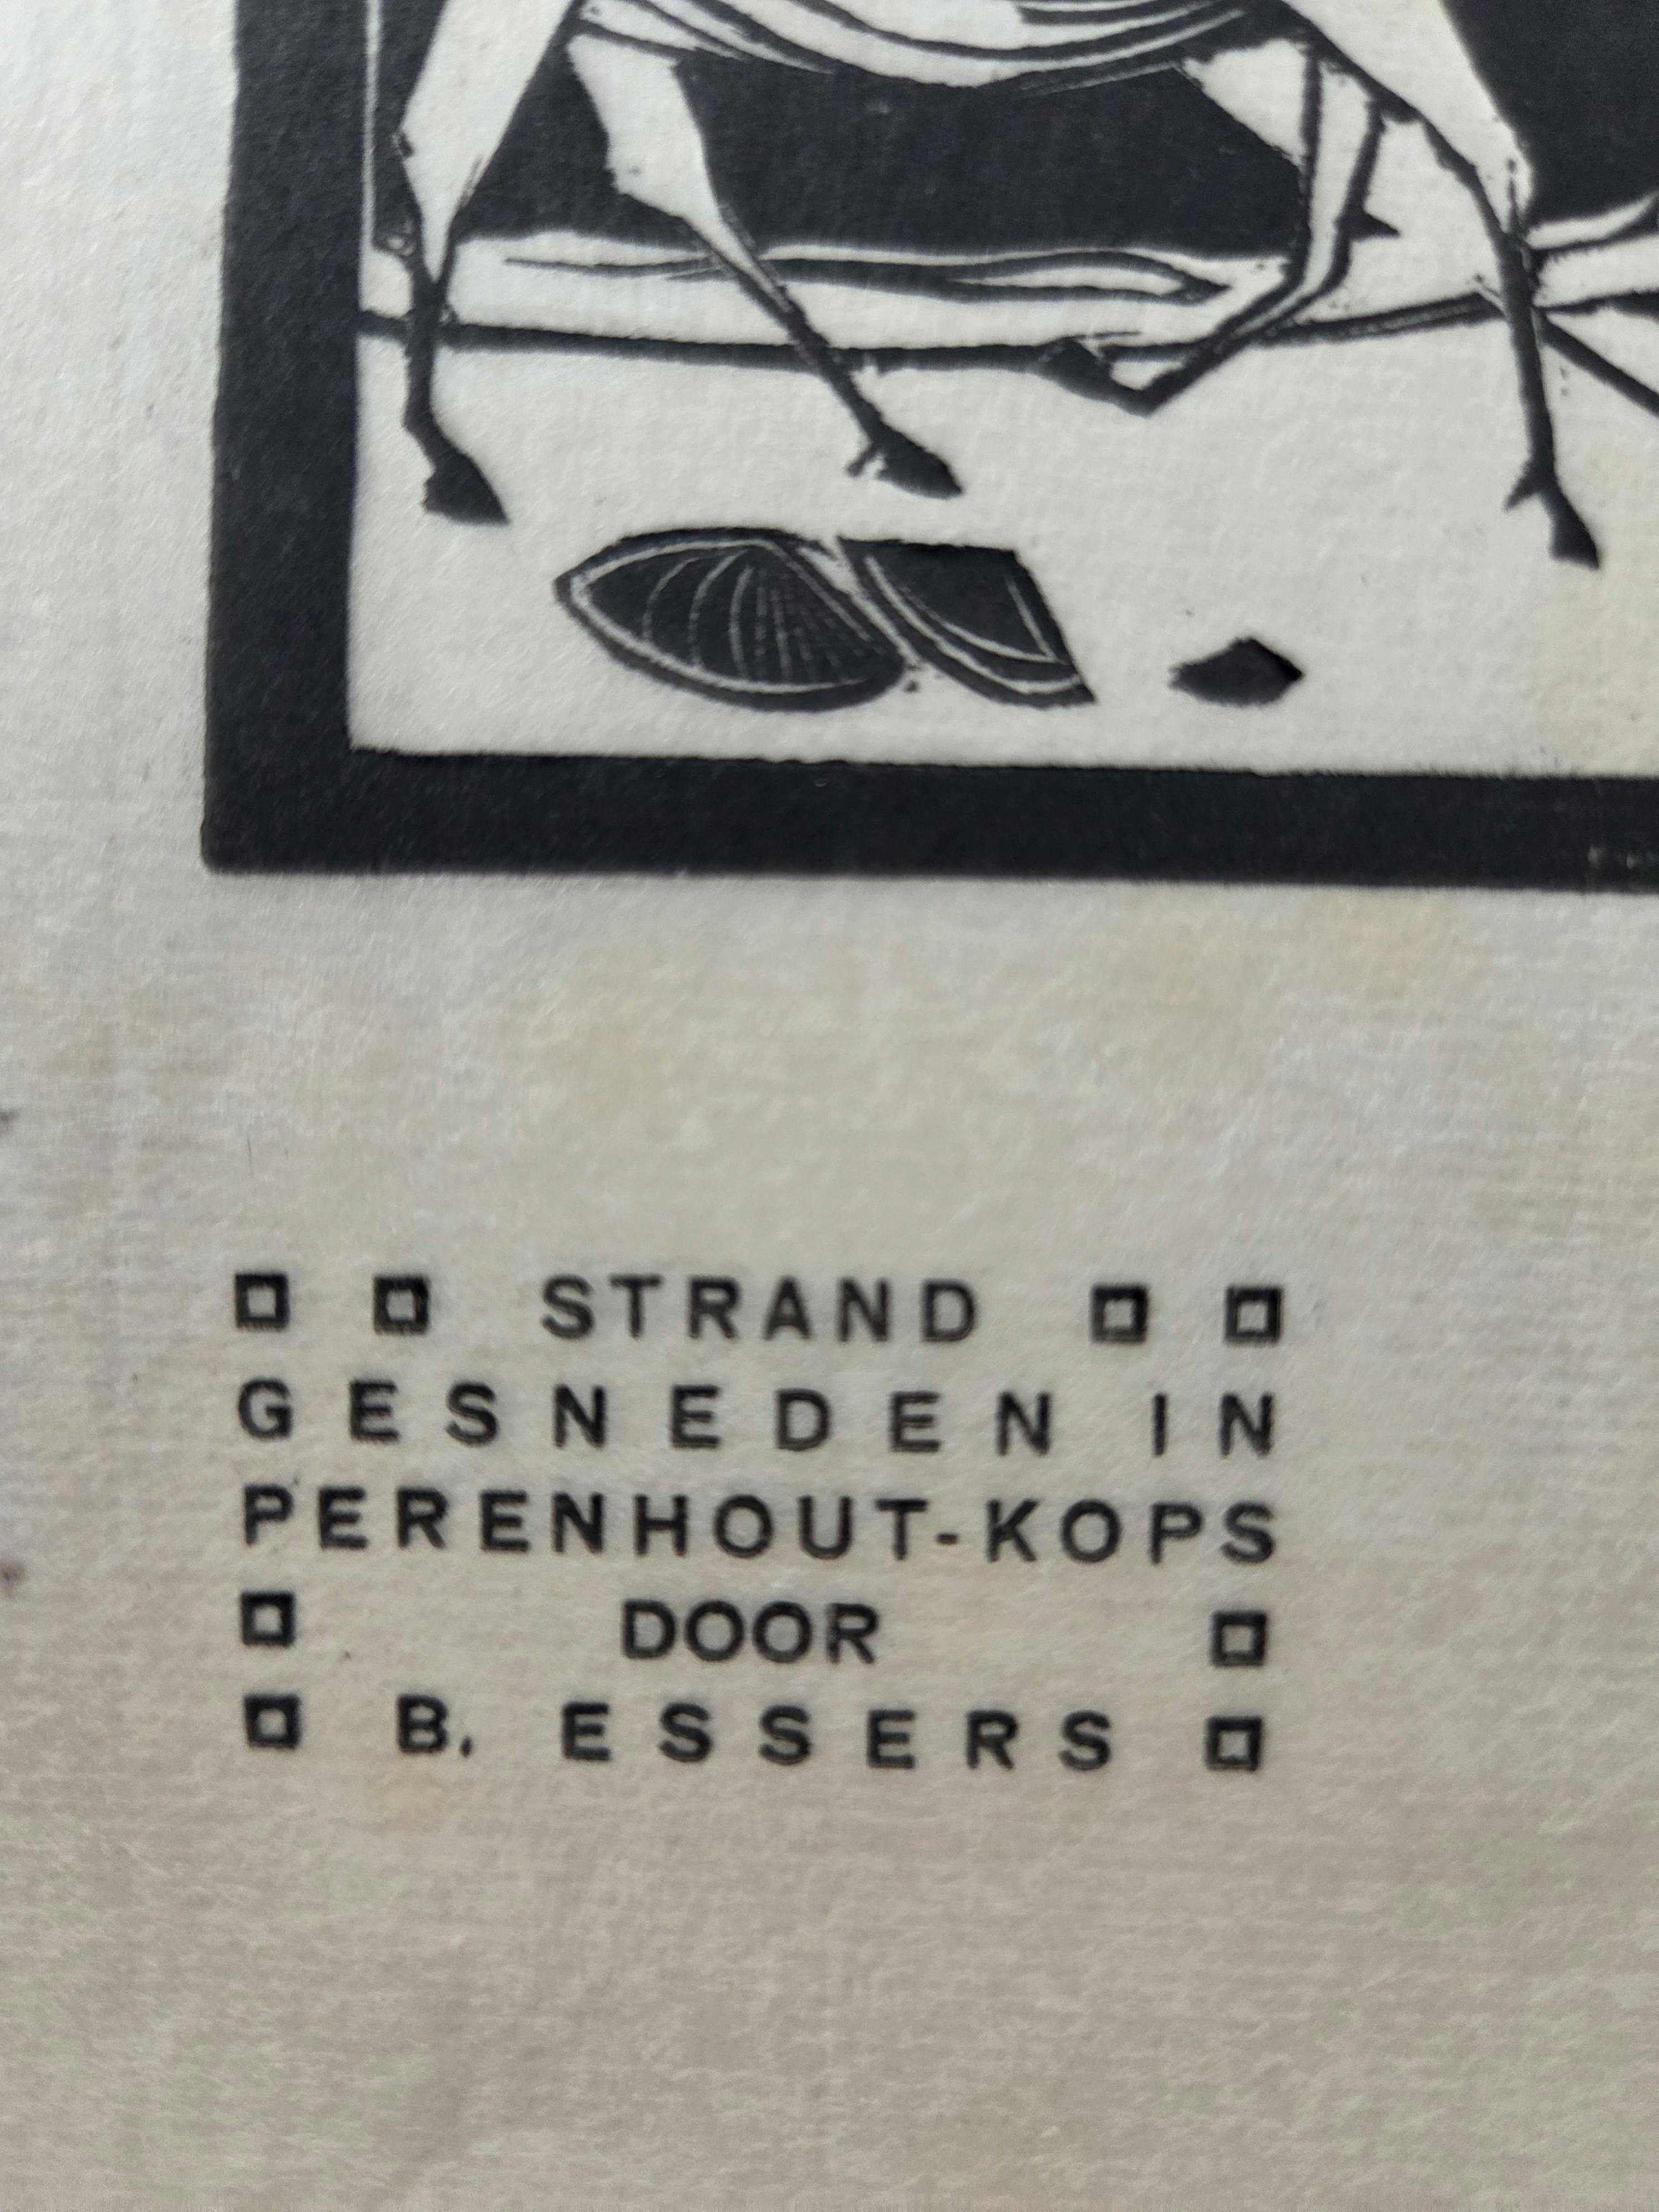 STRAND
GESNEDEN IN
PERENHOUT-KOPS
DOOR
B. ESSERS